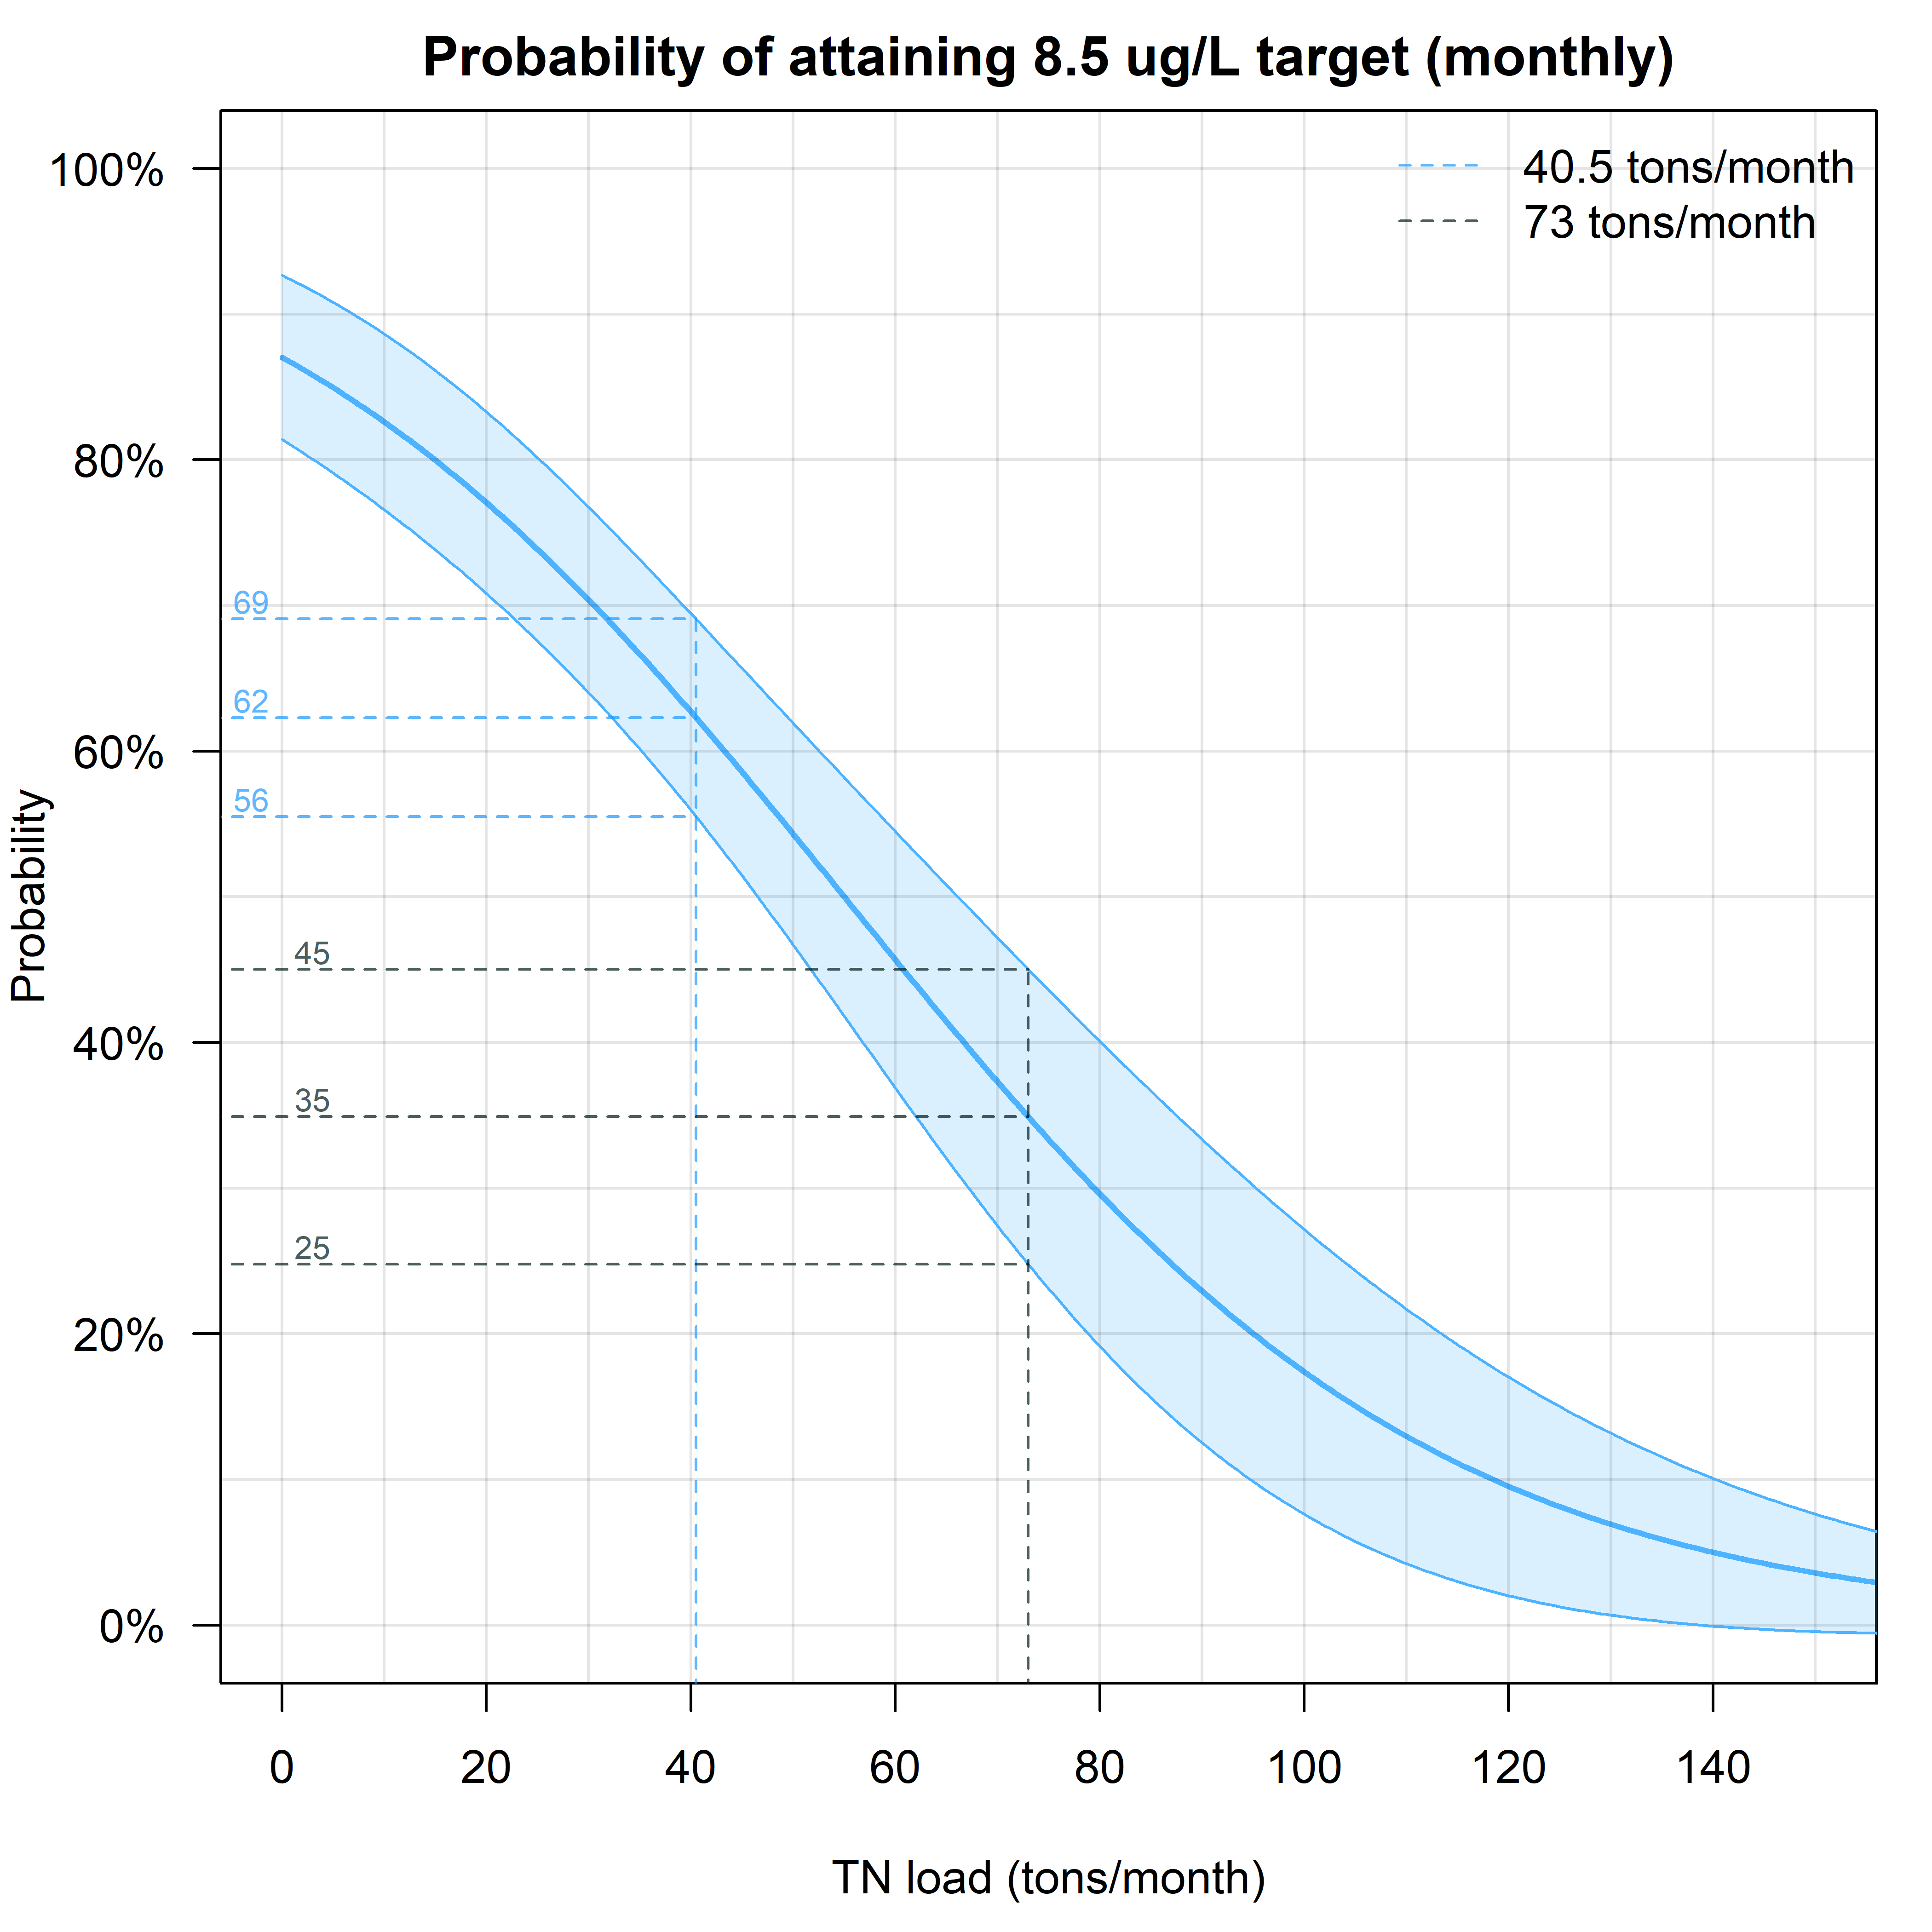 Probability of attaining 8.5 ug/L target (monthly)
40.5 tons/month
73 tons/month
100%
80%
60%
40%
20%
0%
Probability
69
62
56
45
35
25
0 20 40 60 80 100 120 140
TN load (tons/month)